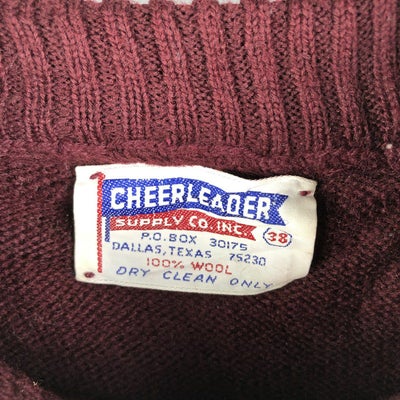 CHEERLEADER
SUPPLY CO. INC.
38
P.O. BOX 30175
DALLAS, TEXAS 75230
100% WOOL
DRY CLEAN ONLY